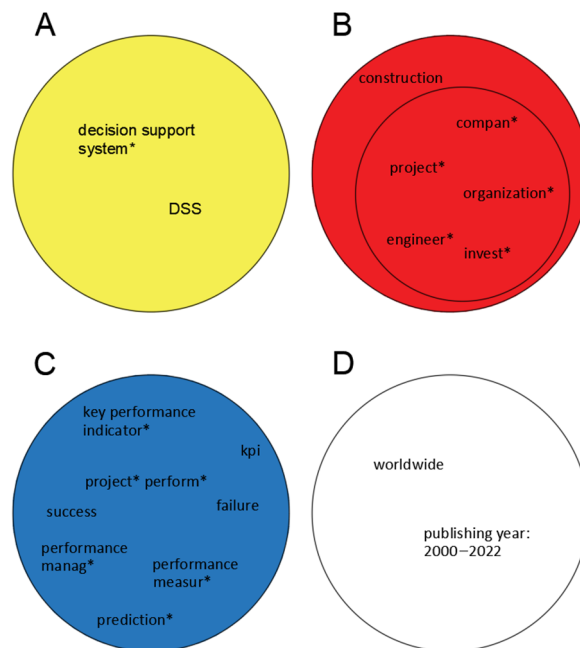 A
decision support
system*
DSS
B
construction
compan*
project*
organization*
engineer*
invest*
C
key performance
indicator*
kpi
project* perform*
success
failure
performance
manag*
performance
measur*
prediction*
D
worldwide
publishing year:
2000–2022